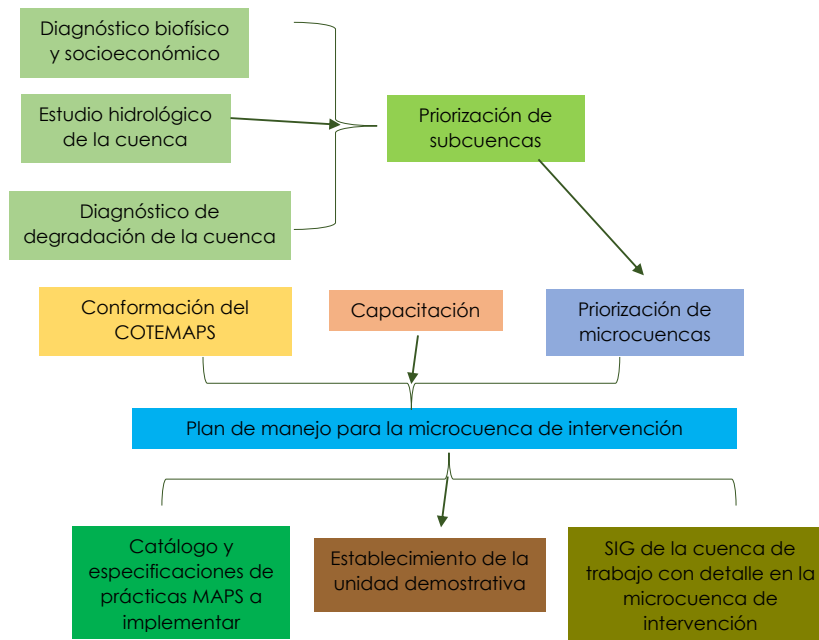 Diagnóstico biofísico
y socioeconómico
Estudio hidrológico
de la cuenca
Priorización de
subcuencas
Diagnóstico de
degradación de la cuenca
Conformación del
COTEMAPS
Capacitación
Priorización de
microcuencas
Plan de manejo para la microcuenca de intervención
Catálogo y
especificaciones de
prácticas MAPS a
implementar
Establecimiento de la
unidad demostrativa
SIG de la cuenca de
trabajo con detalle en la
microcuenca de
intervención